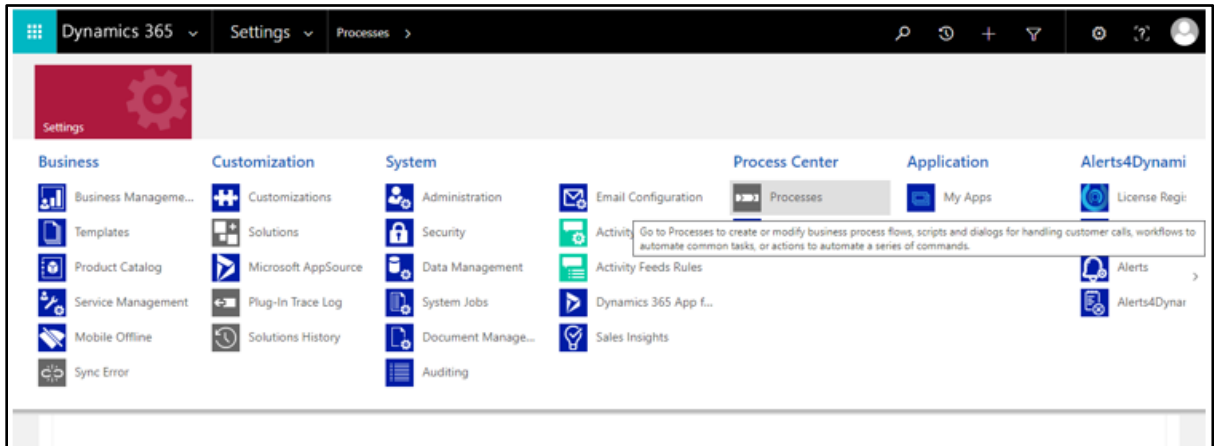 Dynamics 365 Settings Processes
Settings
Business Customization System Process Center Application Alerts4Dynami
Business Manageme... Customizations Administration Email Configuration Processes My Apps License Regi
Templates Solutions Security Activity Go to Processes to create or modify business process flows, scripts and dialogs for handling customer calls, workflows to
automate common tasks, or actions to automate a series of commands.
Product Catalog Microsoft AppSource Data Management Activity Feeds Rules Alerts
Service Management Plug-In Trace Log System Jobs Dynamics 365 App f... Alerts4Dynar
Mobile Offline Solutions History Document Manage... Sales Insights
Sync Error Auditing